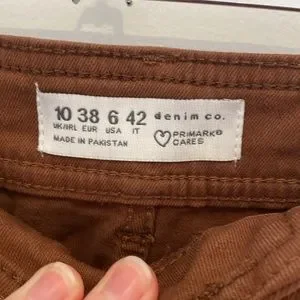 10 38 6 42 denim co.
UK/IRL EUR USA IT PRIMARK®
MADE IN PAKISTAN CARES